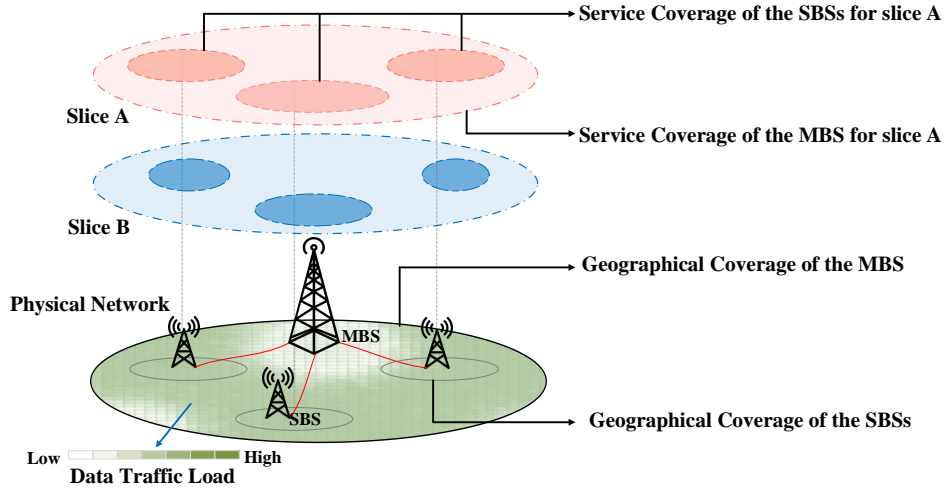 Service Coverage of the SBSs for slice A
Slice A
Service Coverage of the MBS for slice A
Slice B
Geographical Coverage of the MBS
Physical Network
MBS
SBS
Geographical Coverage of the SBSs
Low
High
Data Traffic Load